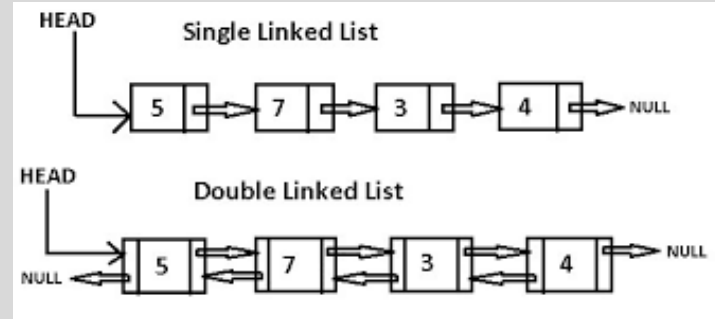 HEAD
Single Linked List
5 7 3 4 NULL
HEAD
Double Linked List
5 7 3 4 NULL
NULL